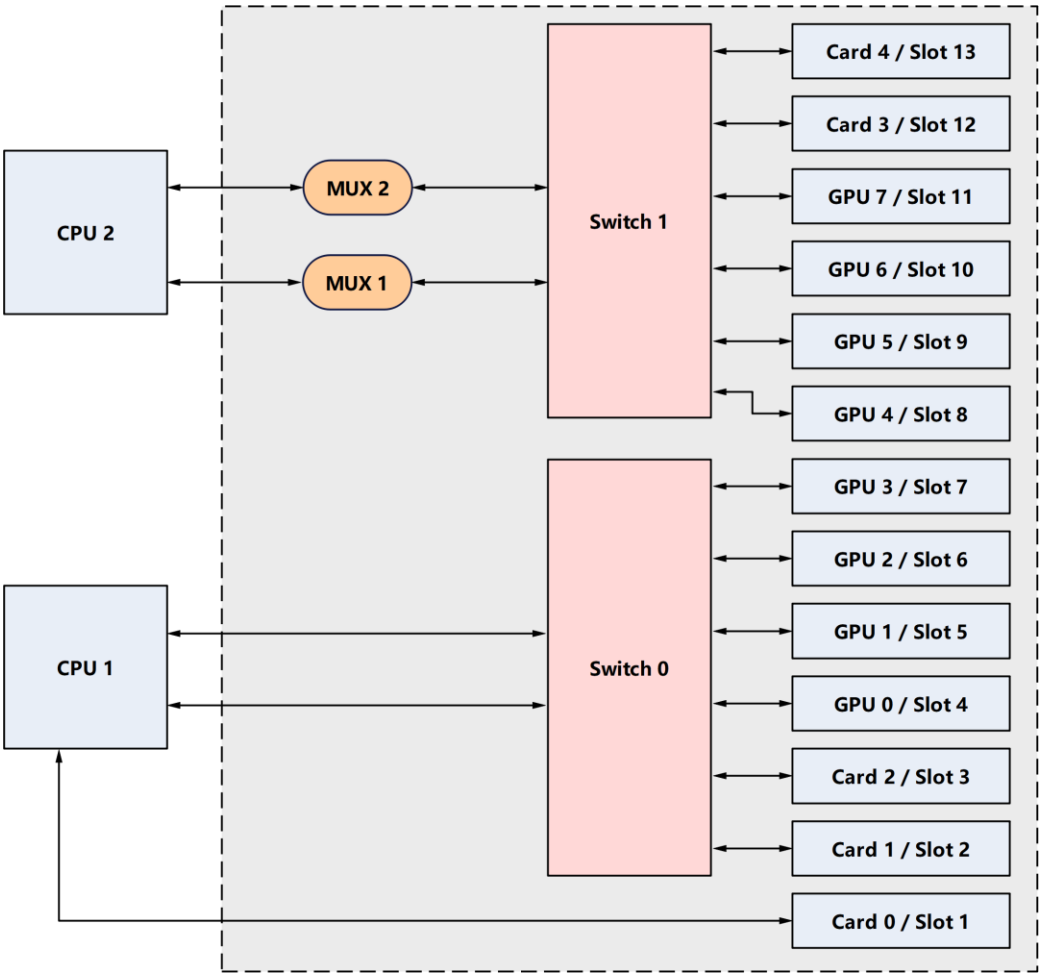 Card 4 / Slot 13
Card 3 / Slot 12
MUX 2
GPU 7 / Slot 11
Switch 1
CPU 2
GPU 6 / Slot 10
MUX 1
GPU 5 / Slot 9
GPU 4 / Slot 8
GPU 3 / Slot 7
GPU 2 / Slot 6
GPU 1 / Slot 5
CPU 1
Switch 0
GPU 0 / Slot 4
Card 2 / Slot 3
Card 1 / Slot 2
Card 0 / Slot 1